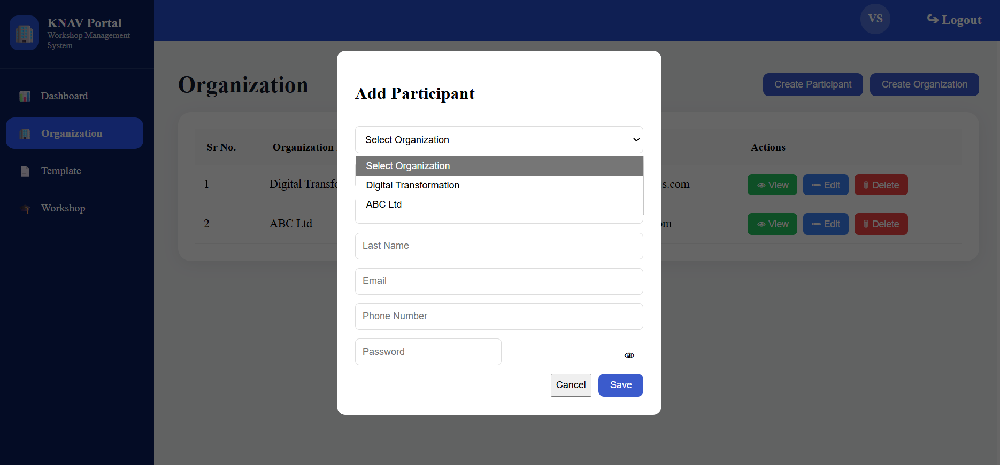 KNAV Portal
Workshop Management
System
VS
Logout
Dashboard
Organization
Template
Workshop
Organization
Create Participant
Create Organization
Sr No.
Organization
Actions
1
Digital
s.com
View
Edit
Delete
2
ABC Ltd
View
Edit
Delete
Add Participant
Select Organization
Select Organization
Digital Transformation
ABC Ltd
Last Name
Email
Phone Number
Password
Cancel
Save